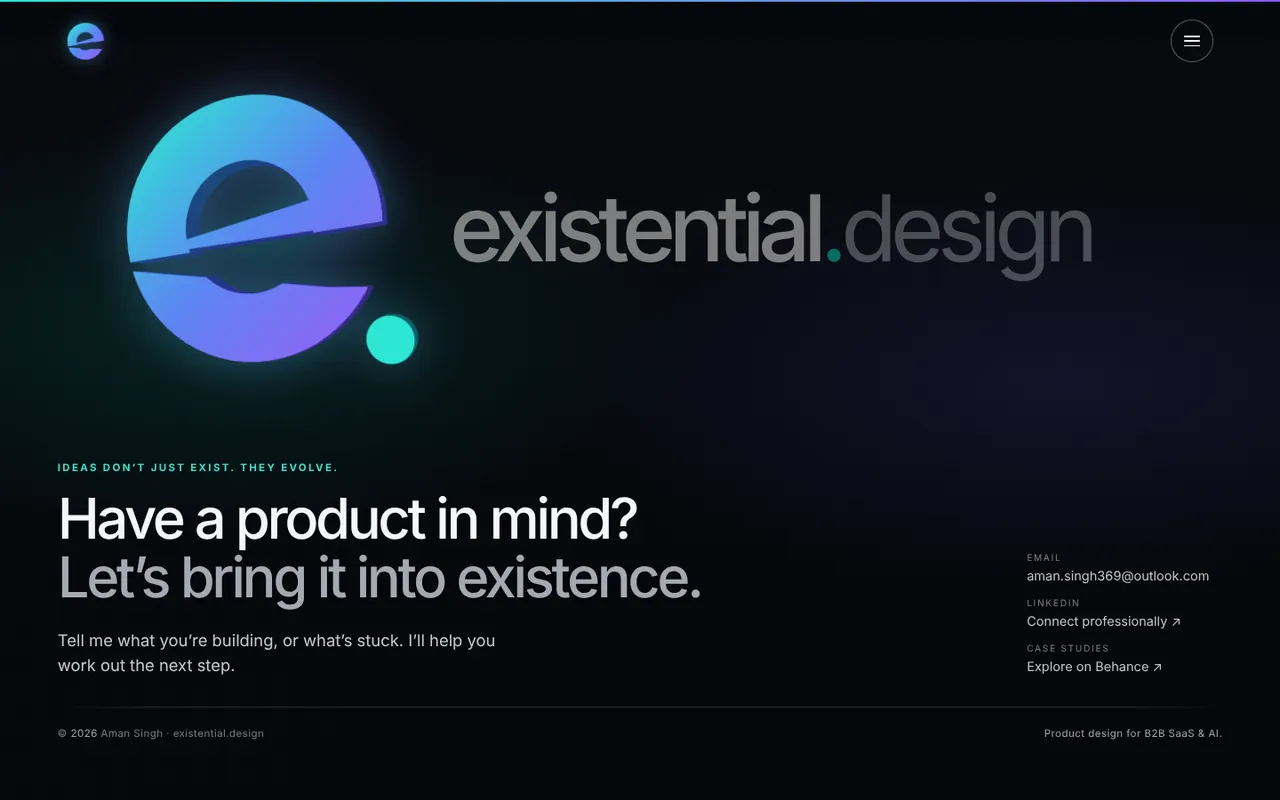 e
e.
existential.design
IDEAS DON’T JUST EXIST. THEY EVOLVE.
Have a product in mind?
Let’s bring it into existence.
Tell me what you’re building, or what’s stuck. I’ll help you
work out the next step.
EMAIL
aman.singh369@outlook.com
LINKEDIN
Connect professionally ↗
CASE STUDIES
Explore on Behance ↗
© 2026 Aman Singh · existential.design
Product design for B2B SaaS & AI.